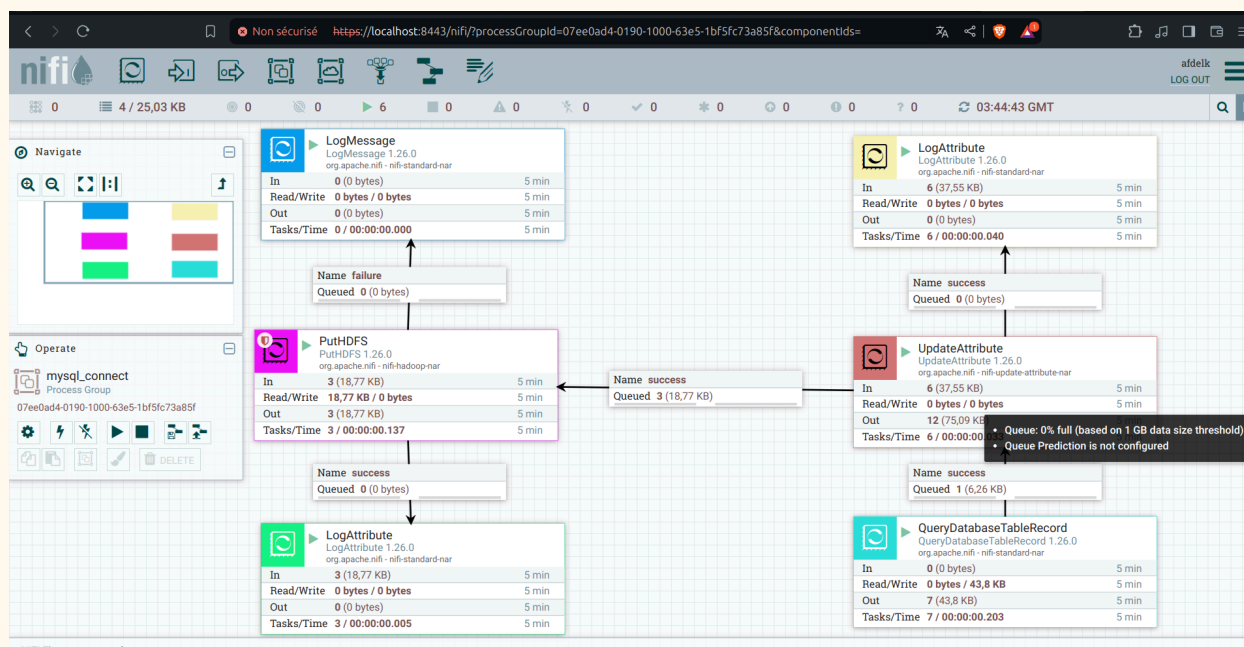 Non sécurisé https://localhost:8443/nifi/?processGroupId=07ee0ad4-0190-1000-63e5-1bf5fc73a85f&componentIds=
nifi
afdelk
LOG OUT
0 4 / 25,03 KB 0 0 6 0 0 0 0 0 0 0 ? 0 03:44:43 GMT
Navigate
Operate
mysql_connect
Process Group
07ee0ad4-0190-1000-63e5-1bf5fc73a85f
DELETE
LogMessage
LogMessage 1.26.0
org.apache.nifi - nifi-standard-nar
In 0 (0 bytes) 5 min
Read/Write 0 bytes / 0 bytes 5 min
Out 0 (0 bytes) 5 min
Tasks/Time 0 / 00:00:00.000 5 min
Name failure
Queued 0 (0 bytes)
PutHDFS
PutHDFS 1.26.0
org.apache.nifi - nifi-hadoop-nar
In 3 (18,77 KB) 5 min
Read/Write 18,77 KB / 0 bytes 5 min
Out 3 (18,77 KB) 5 min
Tasks/Time 3 / 00:00:00.137 5 min
Name success
Queued 0 (0 bytes)
LogAttribute
LogAttribute 1.26.0
org.apache.nifi - nifi-standard-nar
In 3 (18,77 KB) 5 min
Read/Write 0 bytes / 0 bytes 5 min
Out 0 (0 bytes) 5 min
Tasks/Time 3 / 00:00:00.005 5 min
Name success
Queued 3 (18,77 KB)
LogAttribute
LogAttribute 1.26.0
org.apache.nifi - nifi-standard-nar
In 6 (37,55 KB) 5 min
Read/Write 0 bytes / 0 bytes 5 min
Out 0 (0 bytes) 5 min
Tasks/Time 6 / 00:00:00.040 5 min
Name success
Queued 0 (0 bytes)
UpdateAttribute
UpdateAttribute 1.26.0
org.apache.nifi - nifi-update-attribute-nar
In 6 (37,55 KB) 5 min
Read/Write 0 bytes / 0 bytes 5 min
Out 12 (75,09 KB)
Tasks/Time 6 / 00:00:00.033
Queue: 0% full (based on 1 GB data size threshold)
Queue Prediction is not configured
Name success
Queued 1 (6,26 KB)
QueryDatabaseTableRecord
QueryDatabaseTableRecord 1.26.0
org.apache.nifi - nifi-standard-nar
In 0 (0 bytes) 5 min
Read/Write 0 bytes / 43,8 KB 5 min
Out 7 (43,8 KB) 5 min
Tasks/Time 7 / 00:00:00.203 5 min